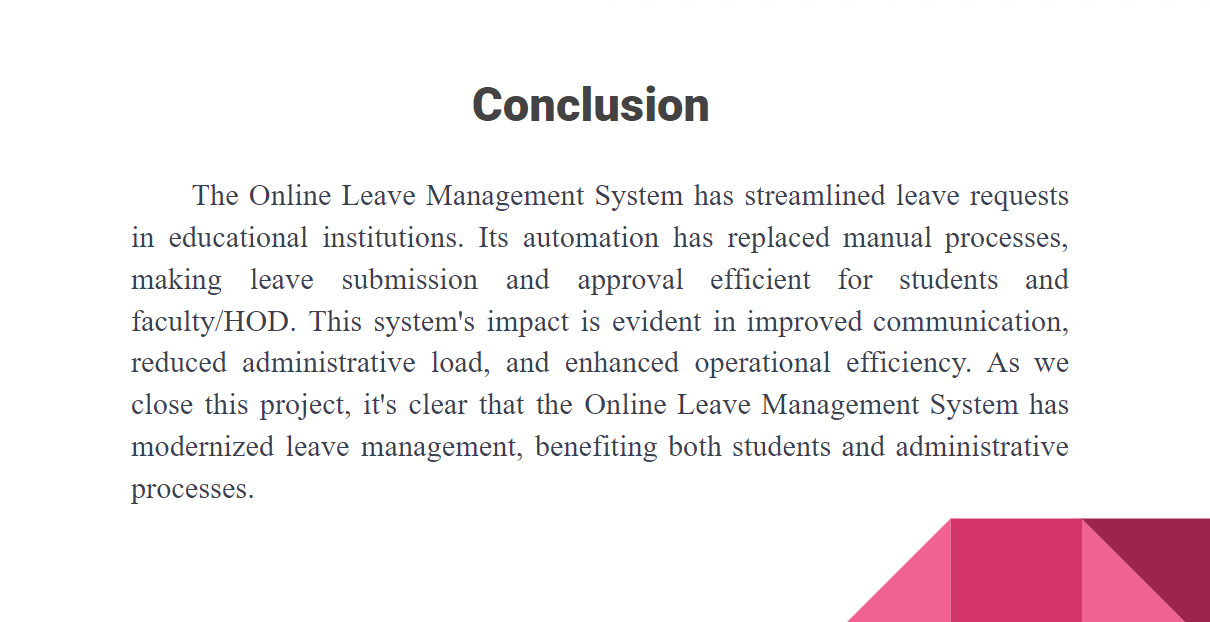 Conclusion
The Online Leave Management System has streamlined leave requests
in educational institutions. Its automation has replaced manual processes,
making leave submission and approval efficient for students and
faculty/HOD. This system's impact is evident in improved communication,
reduced administrative load, and enhanced operational efficiency. As we
close this project, it's clear that the Online Leave Management System has
modernized leave management, benefiting both students and administrative
processes.